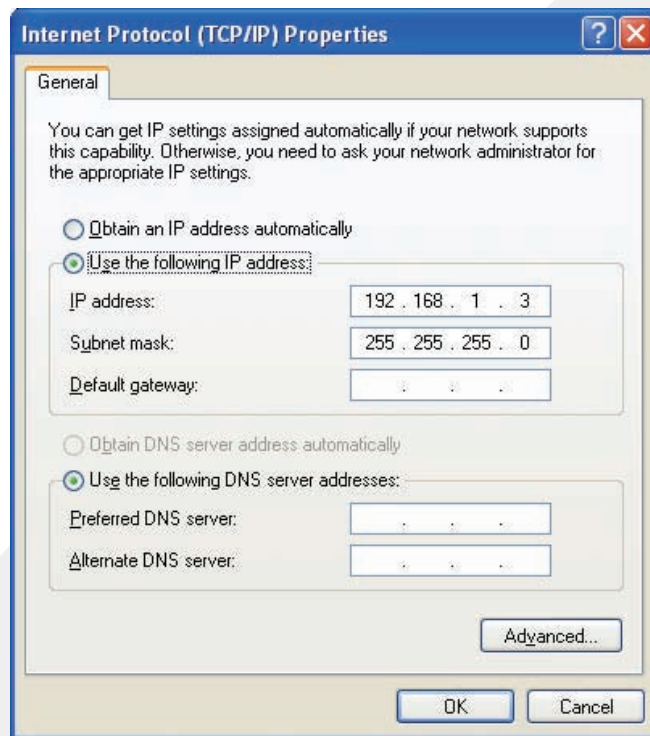 Internet Protocol (TCP/IP) Properties
General
You can get IP settings assigned automatically if your network supports
this capability. Otherwise, you need to ask your network administrator for
the appropriate IP settings.
Obtain an IP address automatically
Use the following IP address:
IP address: 192 . 168 . 1 . 3
Subnet mask: 255 . 255 . 255 . 0
Default gateway: . . .
Obtain DNS server address automatically
Use the following DNS server addresses:
Preferred DNS server: . . .
Alternate DNS server: . . .
Advanced...
OK Cancel